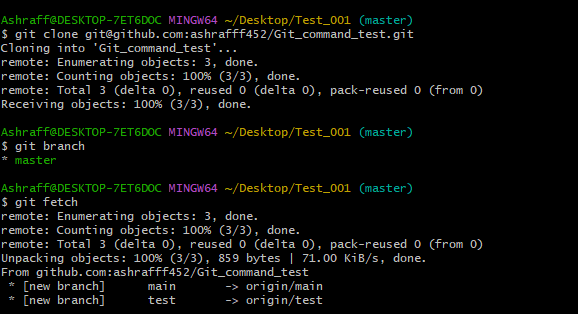 Ashraff@DESKTOP-7ET6DOC MINGW64 ~/Desktop/Test_001 (master)
$ git clone git@github.com:ashrafff452/Git_command_test.git
Cloning into 'Git_command_test'...
remote: Enumerating objects: 3, done.
remote: Counting objects: 100% (3/3), done.
remote: Total 3 (delta 0), reused 0 (delta 0), pack-reused 0 (from 0)
Receiving objects: 100% (3/3), done.
Ashraff@DESKTOP-7ET6DOC MINGW64 ~/Desktop/Test_001 (master)
$ git branch
* master
Ashraff@DESKTOP-7ET6DOC MINGW64 ~/Desktop/Test_001 (master)
$ git fetch
remote: Enumerating objects: 3, done.
remote: Counting objects: 100% (3/3), done.
remote: Total 3 (delta 0), reused 0 (delta 0), pack-reused 0 (from 0)
Unpacking objects: 100% (3/3), 859 bytes | 71.00 KiB/s, done.
From github.com:ashrafff452/Git_command_test
 * [new branch]      main       -> origin/main
 * [new branch]      test       -> origin/test